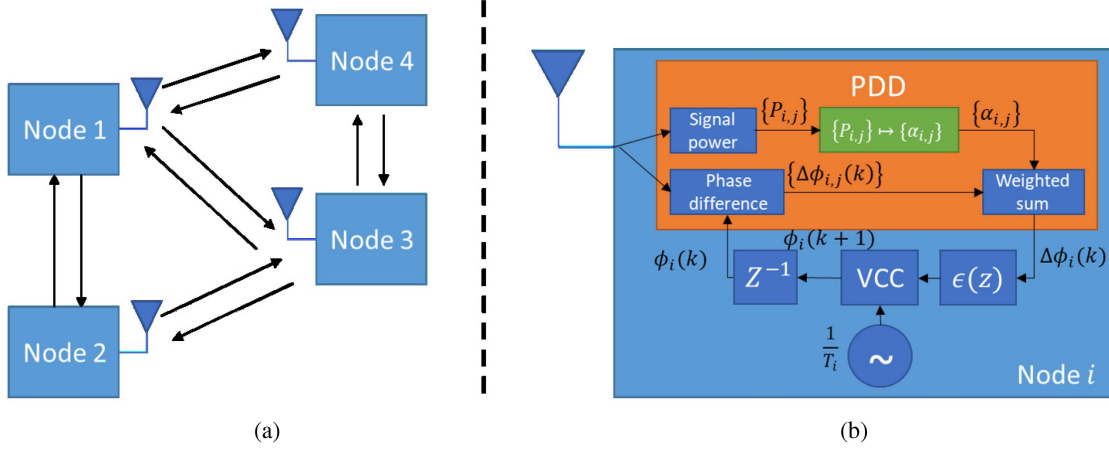 Node 1
Node 4
Node 2
Node 3
(a)
PDD
Signal
power
{P_{i,j}}
{P_{i,j}} ↦ {α_{i,j}}
{α_{i,j}}
Phase
difference
{Δϕ_{i,j}(k)}
Weighted
sum
ϕ_i(k)
ϕ_i(k + 1)
Δϕ_i(k)
Z^{-1}
VCC
ϵ(z)
1/T_i
~
Node i
(b)